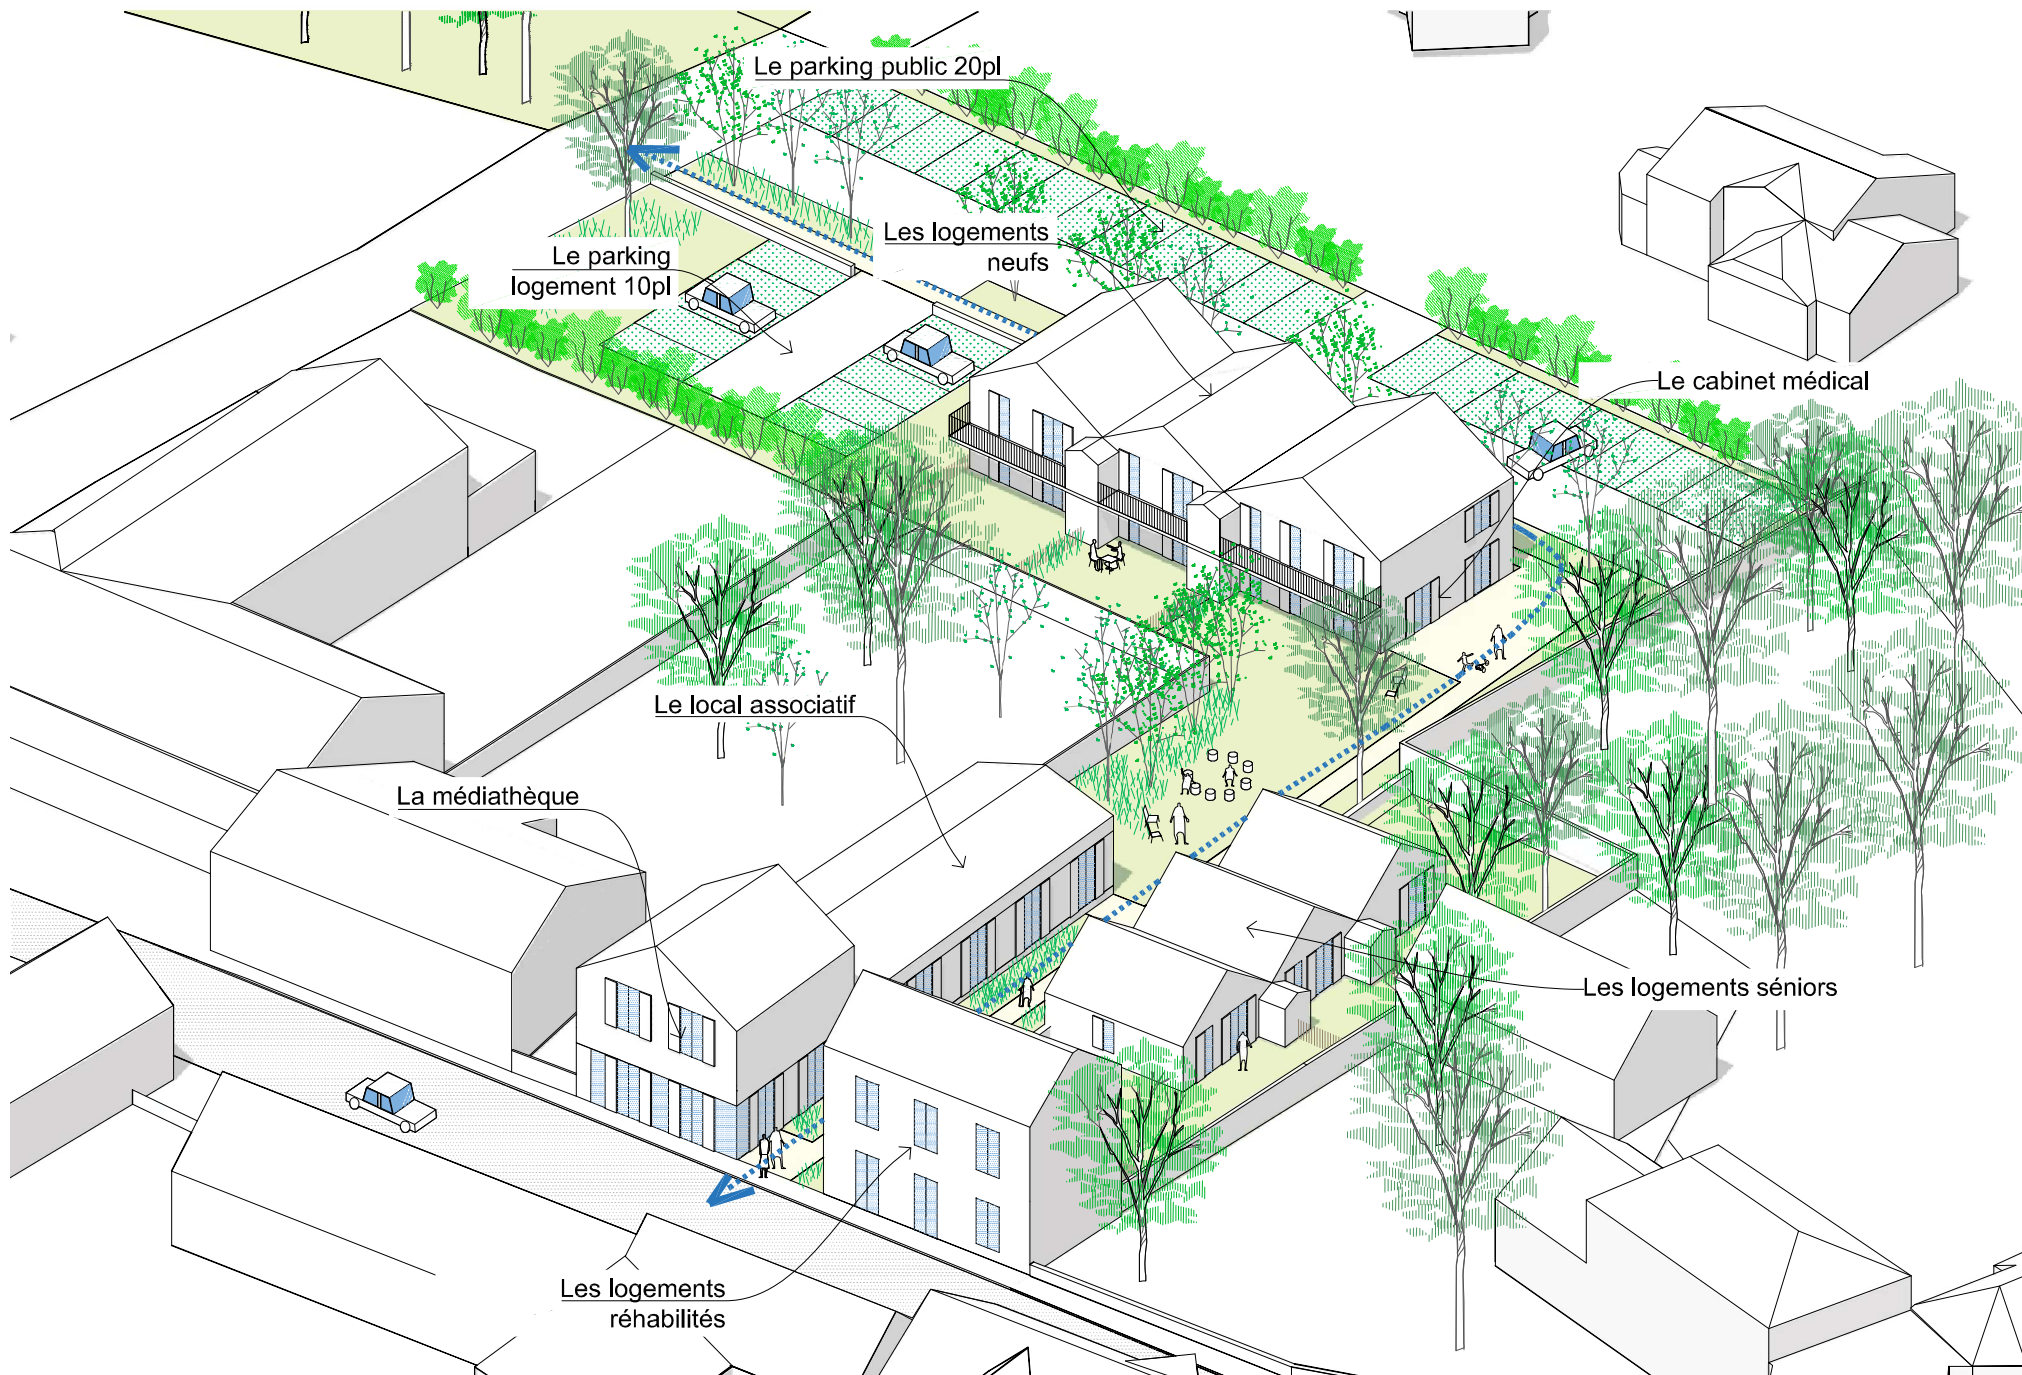 Le parking public 20pl
Les logements
neufs
Le parking
logement 10pl
Le cabinet médical
Le local associatif
La médiathèque
Les logements séniors
Les logements
réhabilités